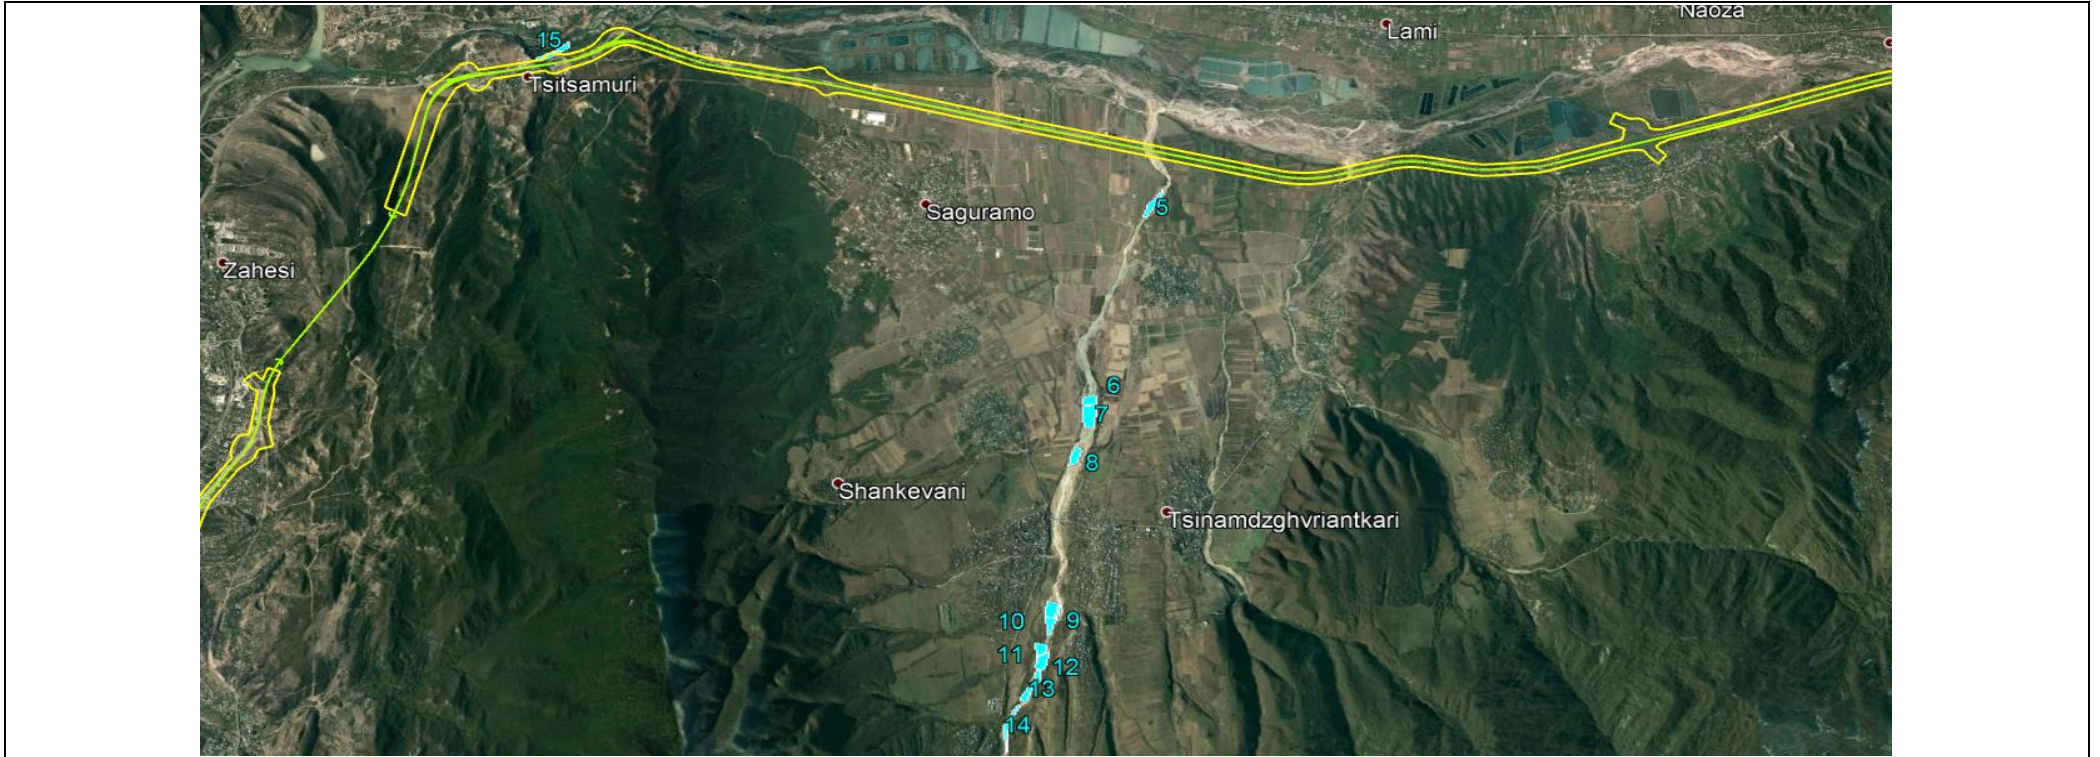 Naoza
Lami
15
Tsitsamuri
5
Saguramo
Zahesi
6
7
8
Shankevani
Tsinamdzghvriantkari
10
9
11
12
13
14